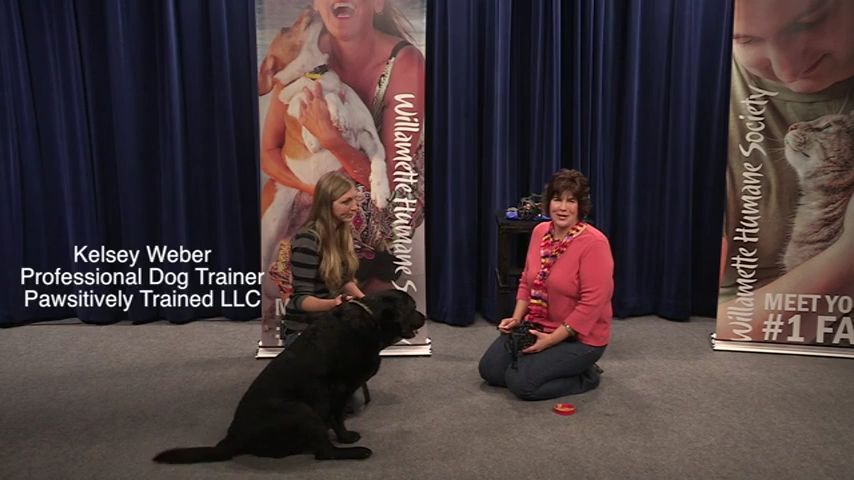 Kelsey Weber
Professional Dog Trainer
Pawsitively Trained LLC
Willamette Humane S
Willamette Humane Society
MEET YO
#1 FA